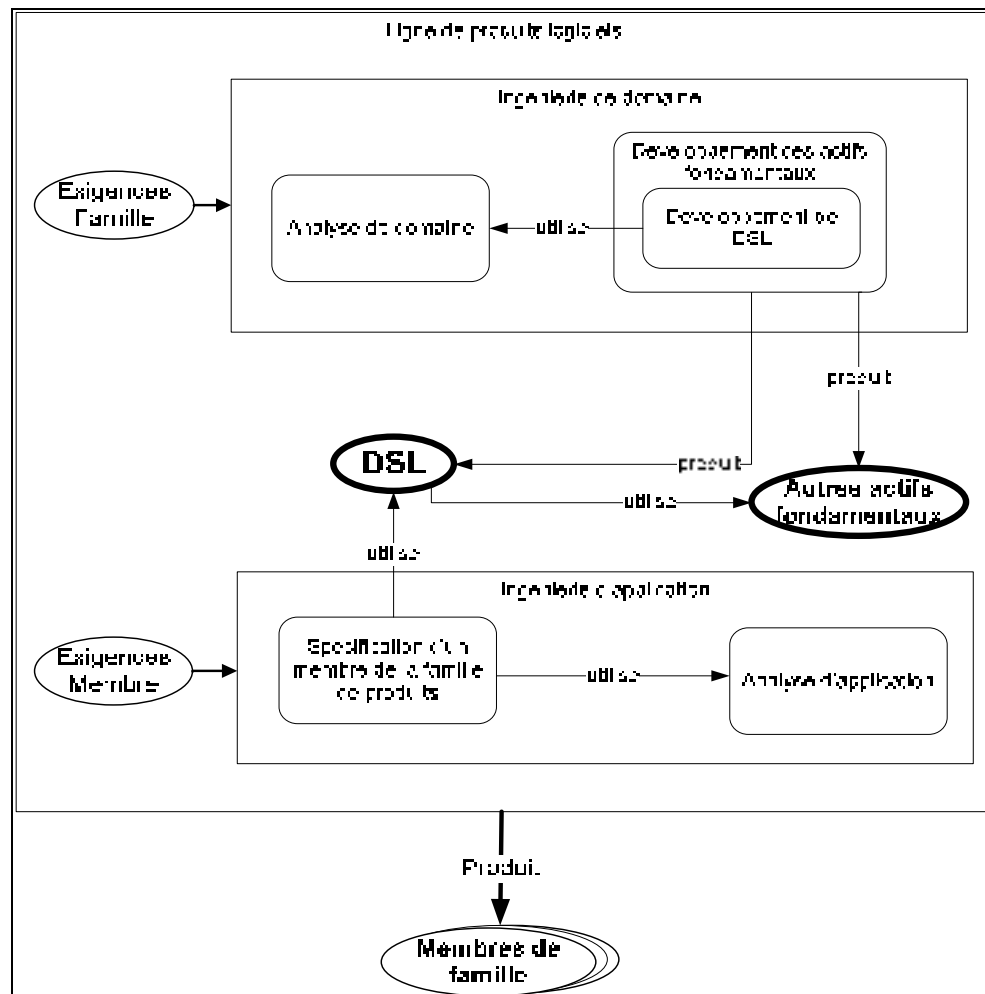 Ligne de produits logiciels
Ingénierie de domaine
Développement des actifs
fondamentaux
Exigences
Famille
Analyse de domaine
utilise
Développement de
DSL
produit
DSL
produit
utilise
Autres actifs
fondamentaux
utilise
Ingénierie d'application
Exigences
Membre
Spécification d'un
membre de la famille
de produits
utilise
Analyse d'application
Produit
Membres de
famille